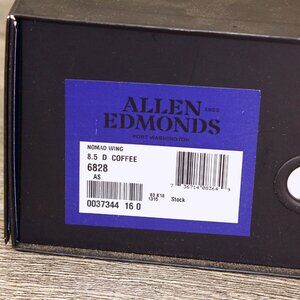 ALLEN 1922
EDMONDS
PORT WASHINGTON
NOMAD WING
8.5 D COFFEE
6828
AS
0037344 16 0
Stock